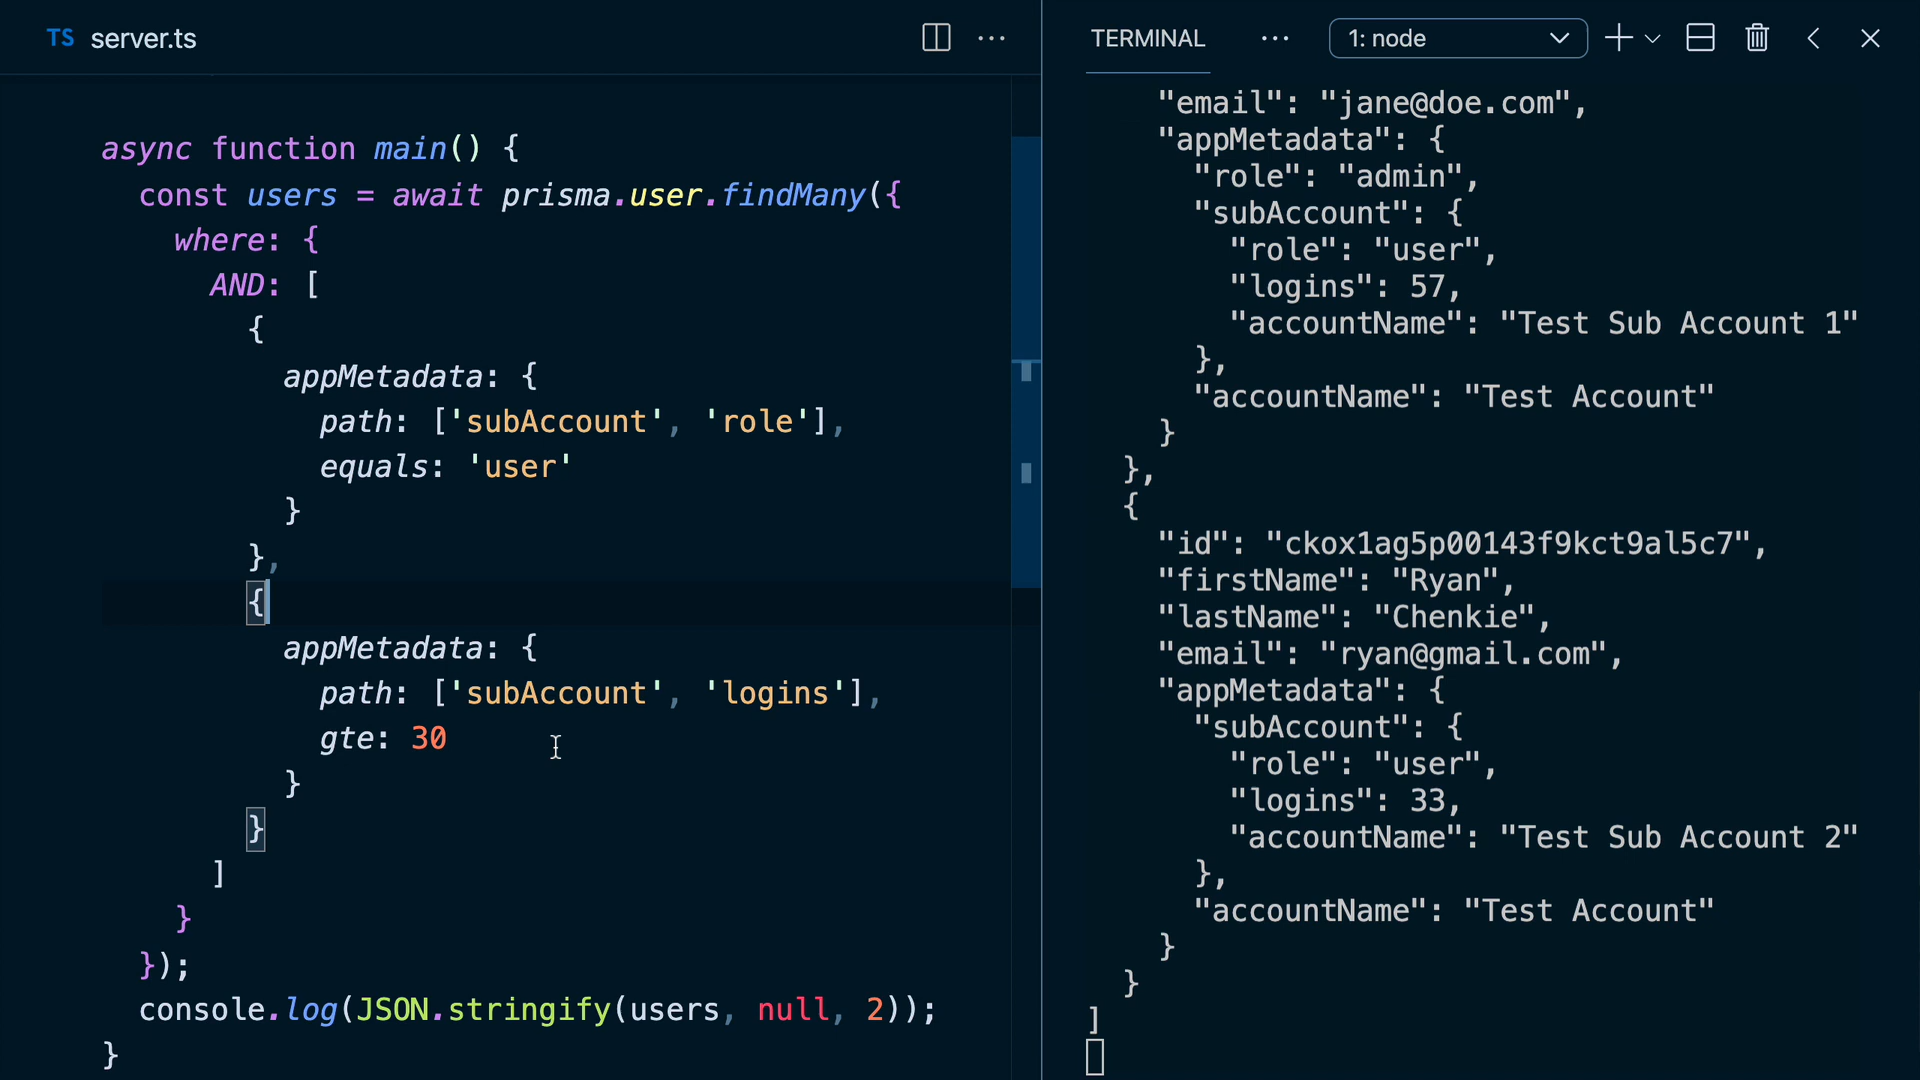 TS server.ts
async function main() {
const users = await prisma.user.findMany({
where: {
AND: [
{
appMetadata: {
path: ['subAccount', 'role'],
equals: 'user'
}
},
{
appMetadata: {
path: ['subAccount', 'logins'],
gte: 30
}
}
]
}
});
console.log(JSON.stringify(users, null, 2));
}
TERMINAL
1: node
"email": "jane@doe.com",
"appMetadata": {
"role": "admin",
"subAccount": {
"role": "user",
"logins": 57,
"accountName": "Test Sub Account 1"
},
"accountName": "Test Account"
}
},
{
"id": "ckox1ag5p00143f9kct9al5c7",
"firstName": "Ryan",
"lastName": "Chenkie",
"email": "ryan@gmail.com",
"appMetadata": {
"subAccount": {
"role": "user",
"logins": 33,
"accountName": "Test Sub Account 2"
},
"accountName": "Test Account"
}
}
]